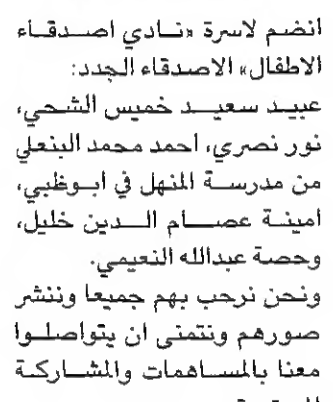 انضم لاسرة «نادي اصدقاء
الاطفال» الاصدقاء الجدد:
عبيد سعيد خميس الشحي،
نور نصري، احمد محمد البنعلي
من مدرسة المنهل في ابوظبي،
امينة عصام الدين خليل،
وحصة عبدالله النعيمي.
ونحن نرحب بهم جميعا وننشر
صورهم ونتمنى ان يتواصلوا
معنا بالمساهمات والمشاركة